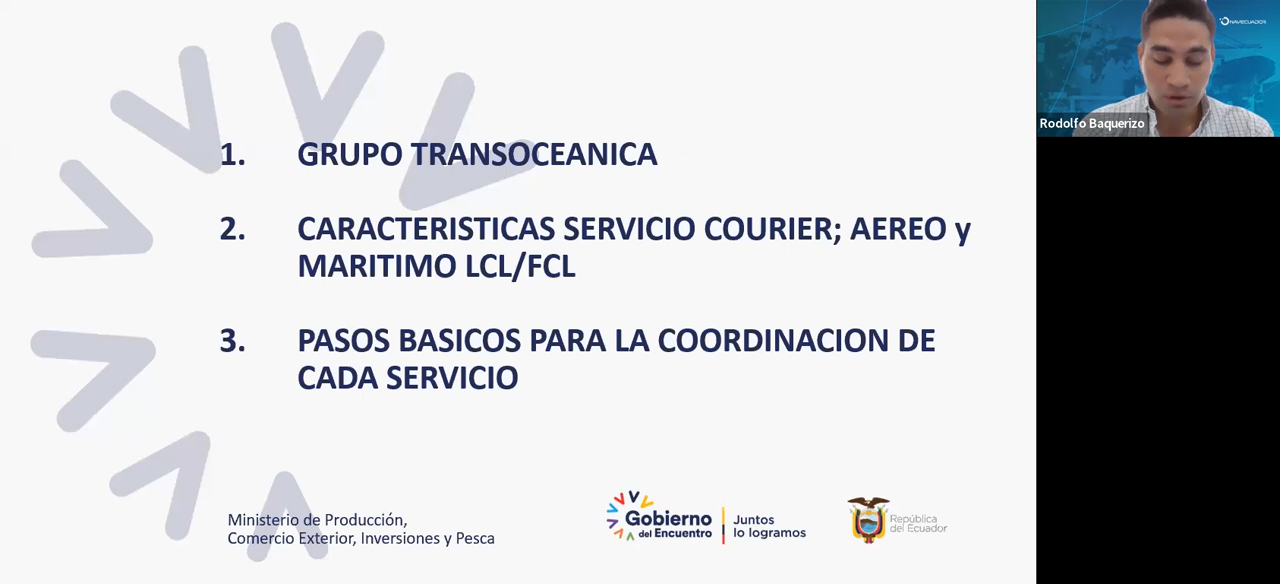 1. GRUPO TRANSOCEANICA
2. CARACTERISTICAS SERVICIO COURIER; AEREO y
MARITIMO LCL/FCL
3. PASOS BASICOS PARA LA COORDINACION DE
CADA SERVICIO
Ministerio de Producción,
Comercio Exterior, Inversiones y Pesca
Gobierno
del Encuentro
Juntos
lo logramos
República
del Ecuador
NAVECUADOR
Rodolfo Baquerizo